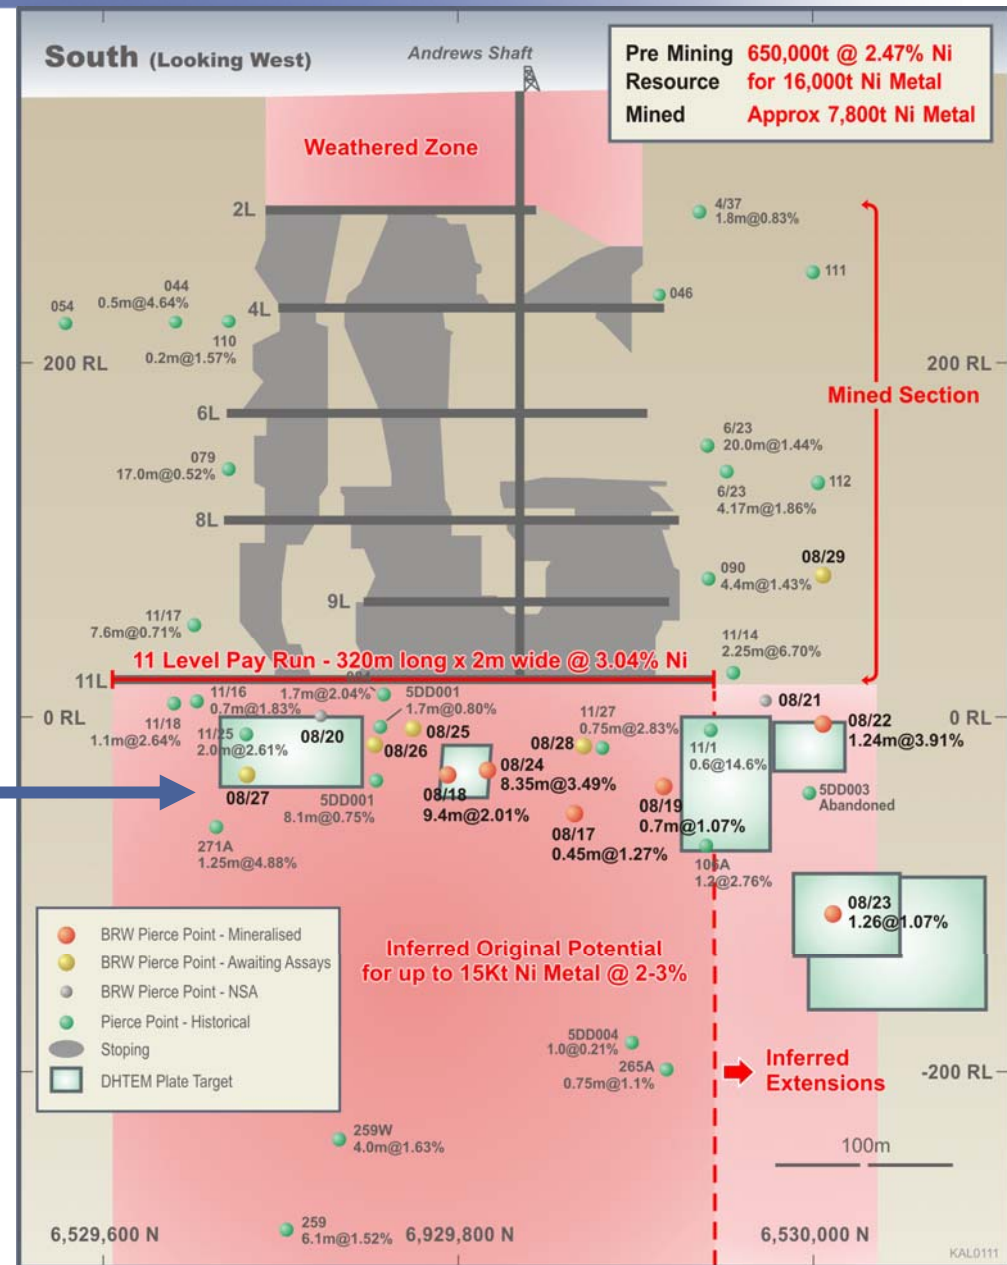 South (Looking West)
Andrews Shaft
Pre Mining 650,000t @ 2.47% Ni
Resource for 16,000t Ni Metal
Mined Approx 7,800t Ni Metal
Weathered Zone
2L
4/37
1.8m@0.83%
111
044
0.5m@4.64%
054
046
4L
110
0.2m@1.57%
200 RL
200 RL
Mined Section
6L
6/23
20.0m@1.44%
079
17.0m@0.52%
6/23
4.17m@1.86%
112
8L
08/29
090
4.4m@1.43%
9L
11/17
7.6m@0.71%
11/14
2.25m@6.70%
11 Level Pay Run - 320m long x 2m wide @ 3.04% Ni
11L
1.7m@2.04%
11/16
0.7m@1.83%
5DD001
1.7m@0.80%
08/21
0 RL
0 RL
11/18
1.1m@2.64%
11/25
2.0m@2.61%
08/20
08/25
08/26
11/27
0.75m@2.83%
08/28
11/1
0.6@14.6%
08/22
1.24m@3.91%
08/24
8.35m@3.49%
08/27
5DD001
8.1m@0.75%
08/18
9.4m@2.01%
08/19
0.7m@1.07%
5DD003
Abandoned
08/17
0.45m@1.27%
271A
1.25m@4.88%
106A
1.2@2.76%
08/23
1.26@1.07%
BRW Pierce Point - Mineralised
BRW Pierce Point - Awaiting Assays
BRW Pierce Point - NSA
Pierce Point - Historical
Stoping
DHTEM Plate Target
Inferred Original Potential
for up to 15Kt Ni Metal @ 2-3%
5DD004
1.0@0.21%
265A
0.75m@1.1%
Inferred
Extensions
-200 RL
259W
4.0m@1.63%
100m
259
6.1m@1.52%
6,529,600 N
6,929,800 N
6,530,000 N
KAL0111